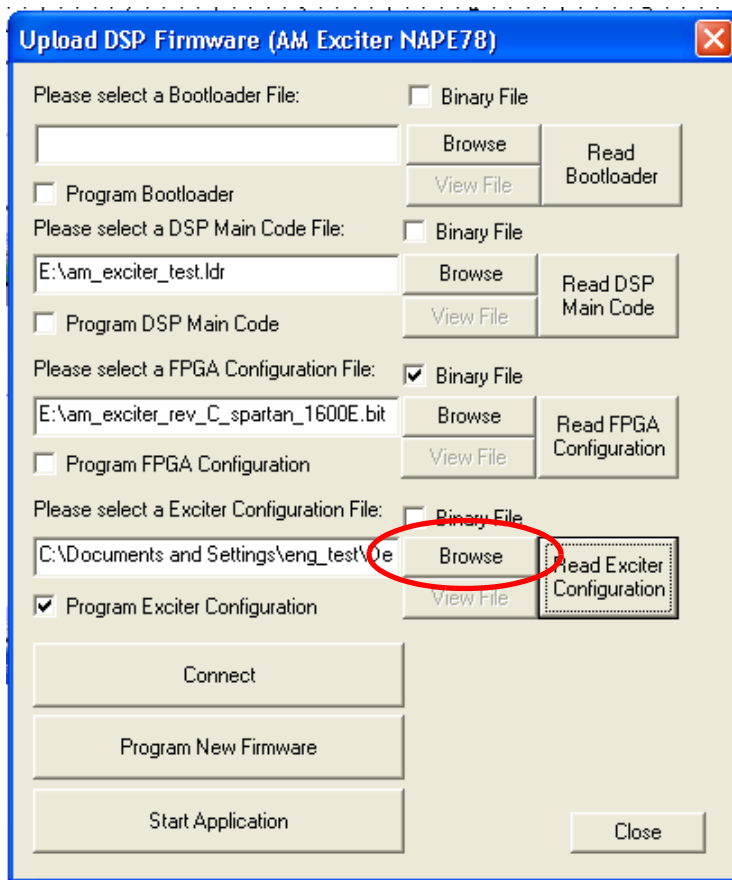 Upload DSP Firmware (AM Exciter NAPE78)
Please select a Bootloader File:
Binary File
Browse
Read
Bootloader
View File
Program Bootloader
Please select a DSP Main Code File:
Binary File
E:\am_exciter_test.ldr
Browse
Read DSP
Main Code
View File
Program DSP Main Code
Please select a FPGA Configuration File:
Binary File
E:\am_exciter_rev_C_spartan_1600E.bit
Browse
Read FPGA
Configuration
View File
Program FPGA Configuration
Please select a Exciter Configuration File:
Binary File
C:\Documents and Settings\eng_test\De
Browse
Read Exciter
Configuration
View File
Program Exciter Configuration
Connect
Program New Firmware
Start Application
Close